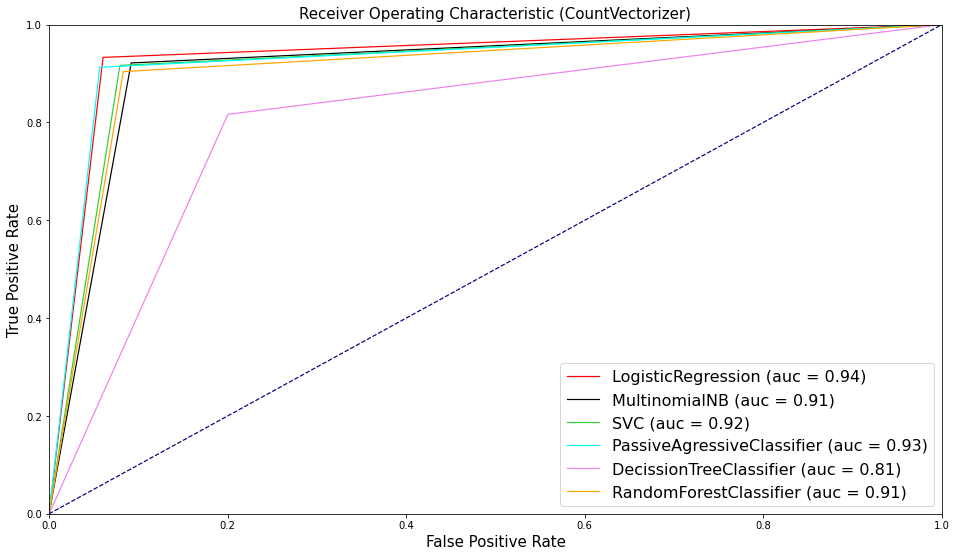 Receiver Operating Characteristic (CountVectorizer)
1.0
0.8
0.6
0.4
0.2
0.0
True Positive Rate
LogisticRegression (auc = 0.94)
MultinomialNB (auc = 0.91)
SVC (auc = 0.92)
PassiveAgressiveClassifier (auc = 0.93)
DecissionTreeClassifier (auc = 0.81)
RandomForestClassifier (auc = 0.91)
0.0 0.2 0.4 0.6 0.8 1.0
False Positive Rate